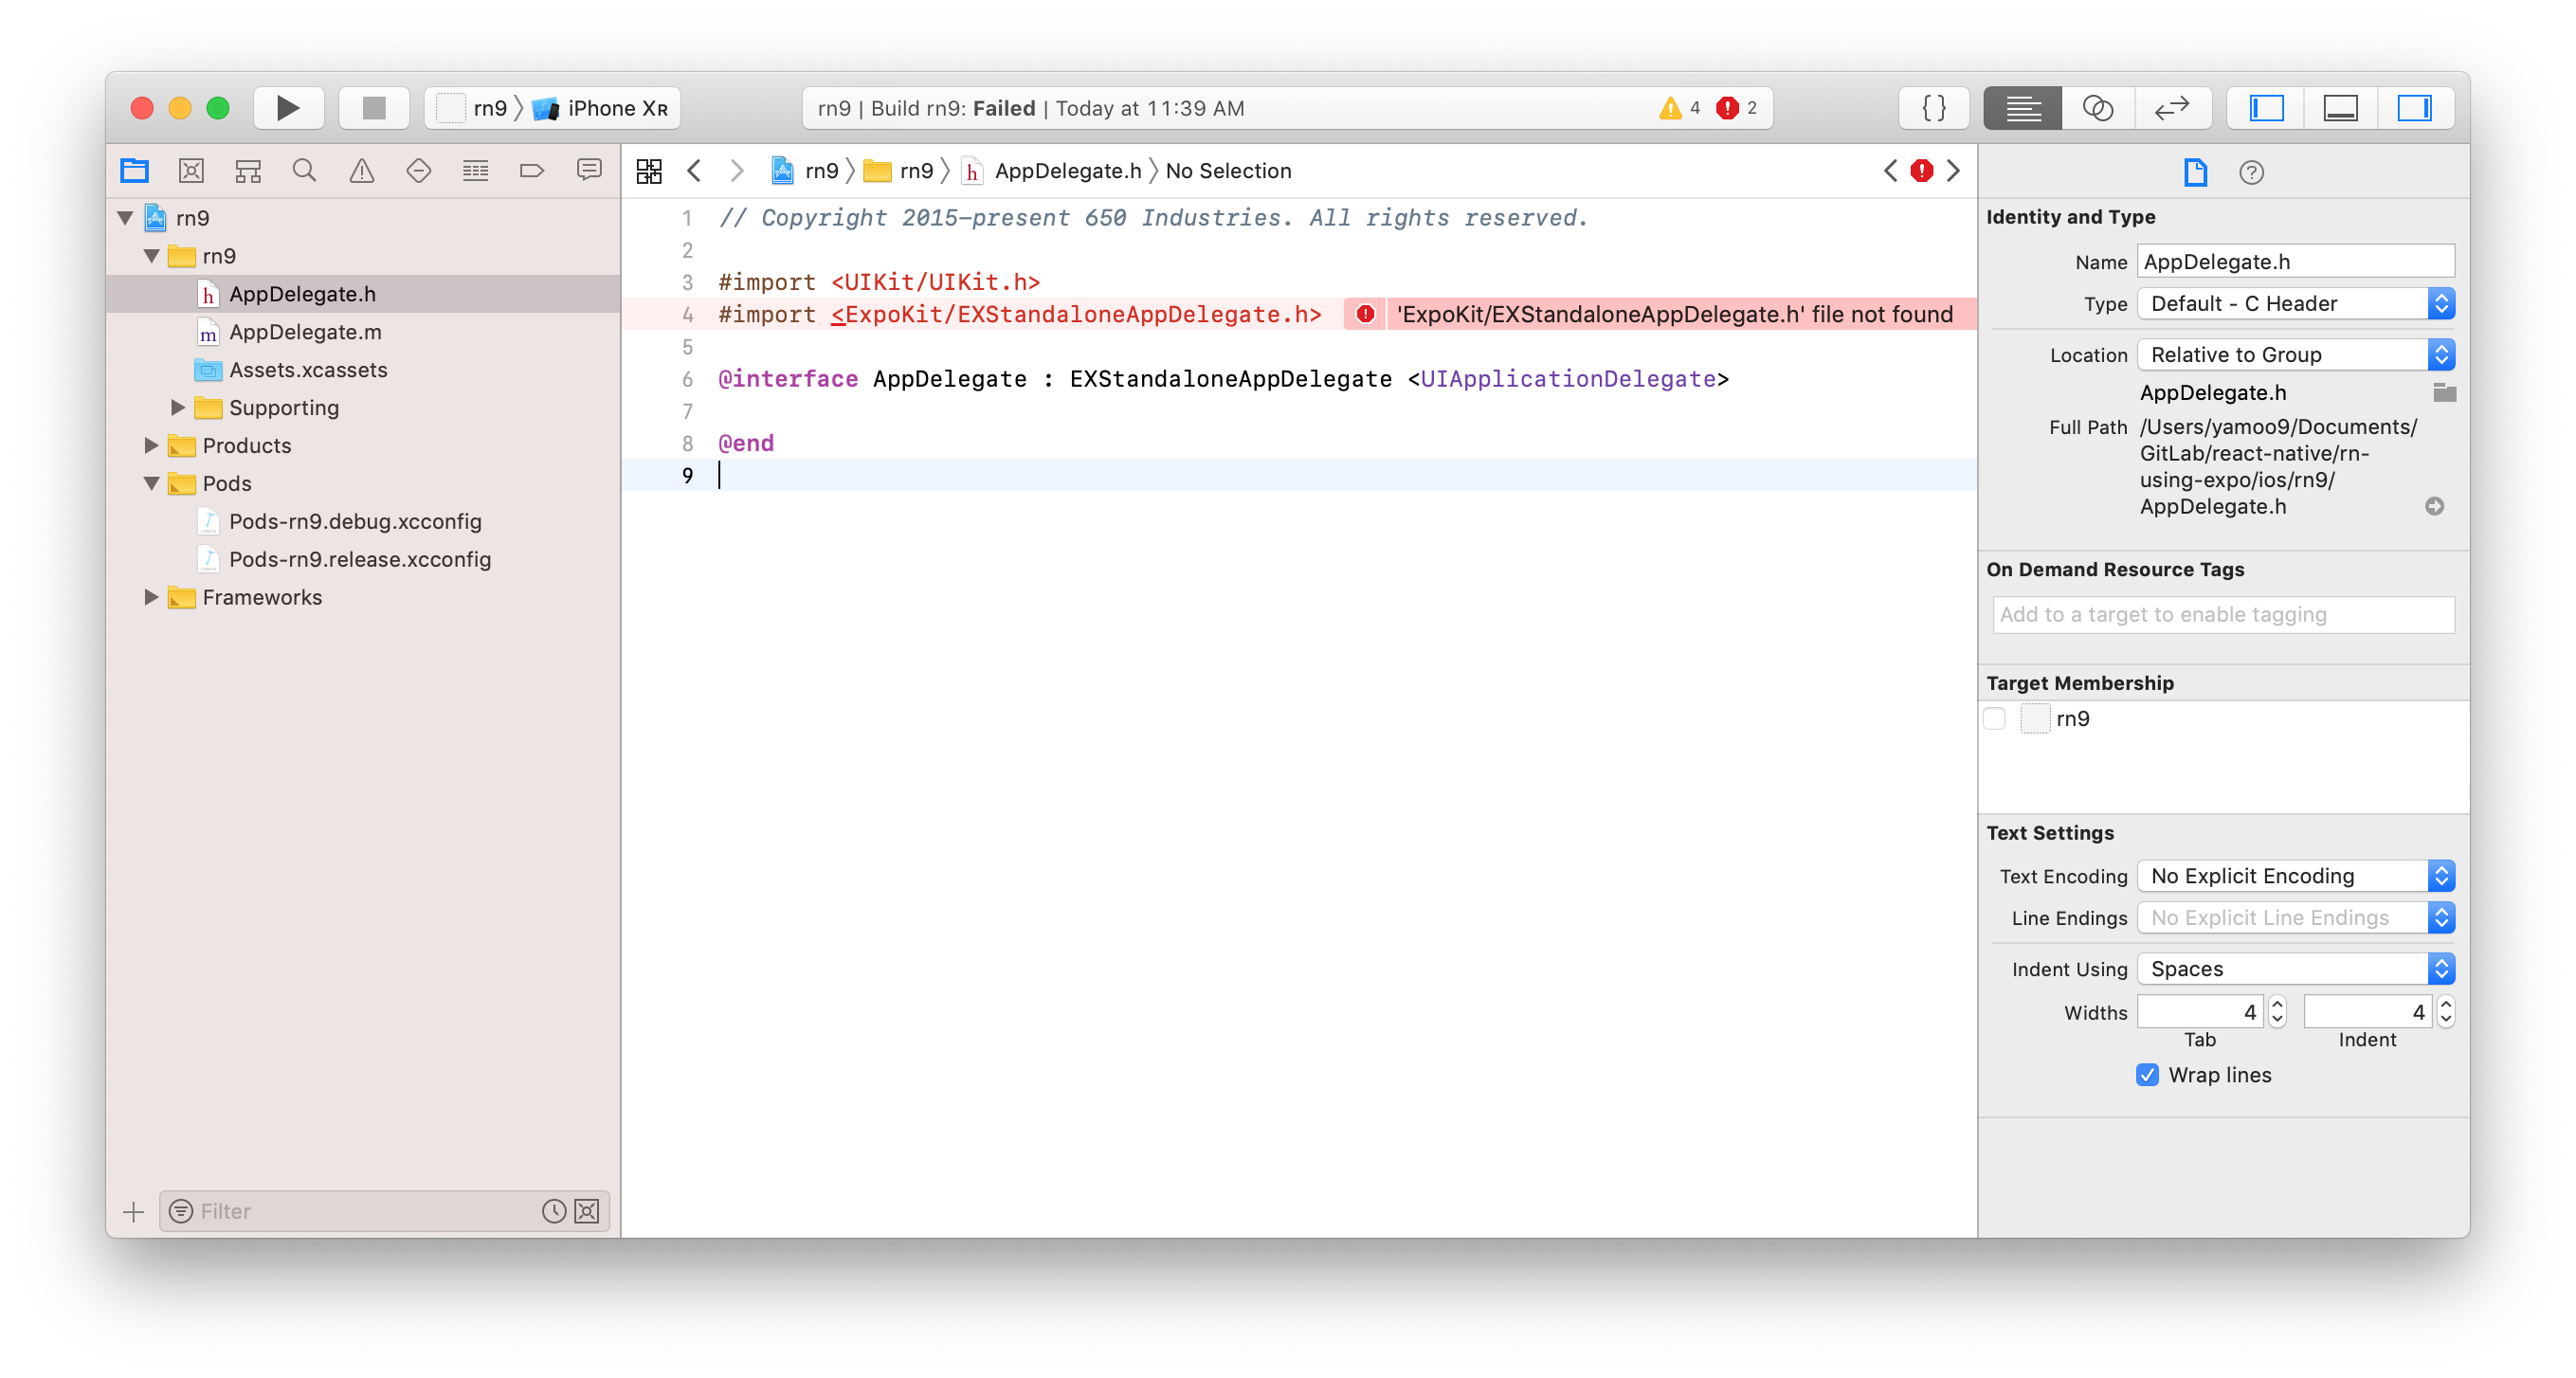 rn9 〉 iPhone XR
rn9 | Build rn9: Failed | Today at 11:39 AM
4
2
{ }
rn9 〉 rn9 〉 h AppDelegate.h 〉 No Selection
rn9
rn9
h AppDelegate.h
m AppDelegate.m
Assets.xcassets
Supporting
Products
Pods
Pods-rn9.debug.xcconfig
Pods-rn9.release.xcconfig
Frameworks
Filter
1 // Copyright 2015-present 650 Industries. All rights reserved.
2
3 #import <UIKit/UIKit.h>
4 #import <ExpoKit/EXStandaloneAppDelegate.h> 'ExpoKit/EXStandaloneAppDelegate.h' file not found
5
6 @interface AppDelegate : EXStandaloneAppDelegate <UIApplicationDelegate>
7
8 @end
9
Identity and Type
Name AppDelegate.h
Type Default - C Header
Location Relative to Group
AppDelegate.h
Full Path /Users/yamoo9/Documents/
GitLab/react-native/rn-
using-expo/ios/rn9/
AppDelegate.h
On Demand Resource Tags
Add to a target to enable tagging
Target Membership
rn9
Text Settings
Text Encoding No Explicit Encoding
Line Endings No Explicit Line Endings
Indent Using Spaces
Widths 4 4
Tab Indent
Wrap lines